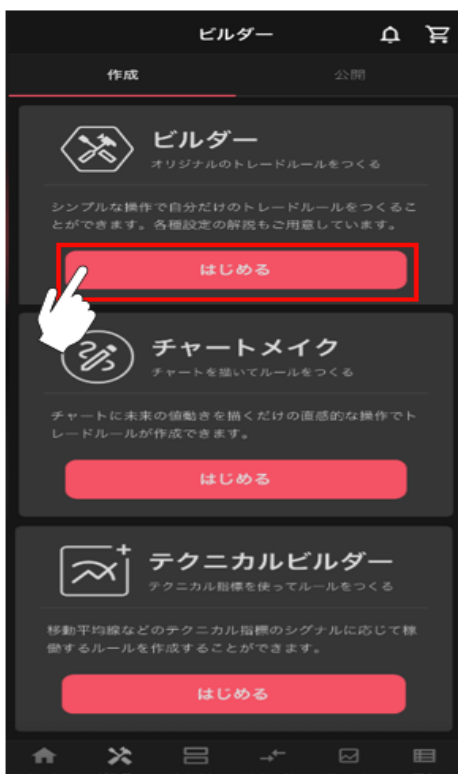 ビルダー
作成
公開
ビルダー
オリジナルのトレードルールをつくる
シンプルな操作で自分だけのトレードルールをつくるこ
とができます。各種設定の解説もご用意しています。
はじめる
チャートメイク
チャートを描いてルールをつくる
チャートに未来の値動きを描くだけの直感的な操作でト
レードルールが作成できます。
はじめる
テクニカルビルダー
テクニカル指標を使ってルールをつくる
移動平均線などのテクニカル指標のシグナルに応じて稼
働するルールを作成することができます。
はじめる